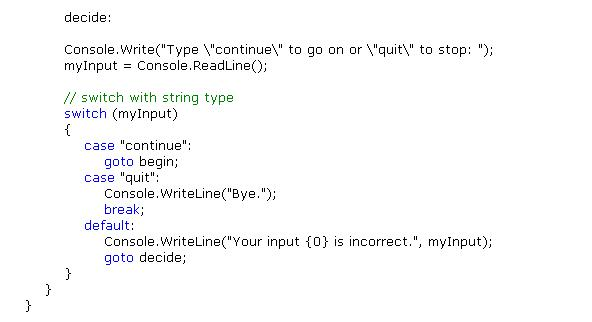 decide:
Console.Write("Type \"continue\" to go on or \"quit\" to stop: ");
myInput = Console.ReadLine();
// switch with string type
switch (myInput)
{
case "continue":
goto begin;
case "quit":
Console.WriteLine("Bye.");
break;
default:
Console.WriteLine("Your input {0} is incorrect.", myInput);
goto decide;
}
}
}